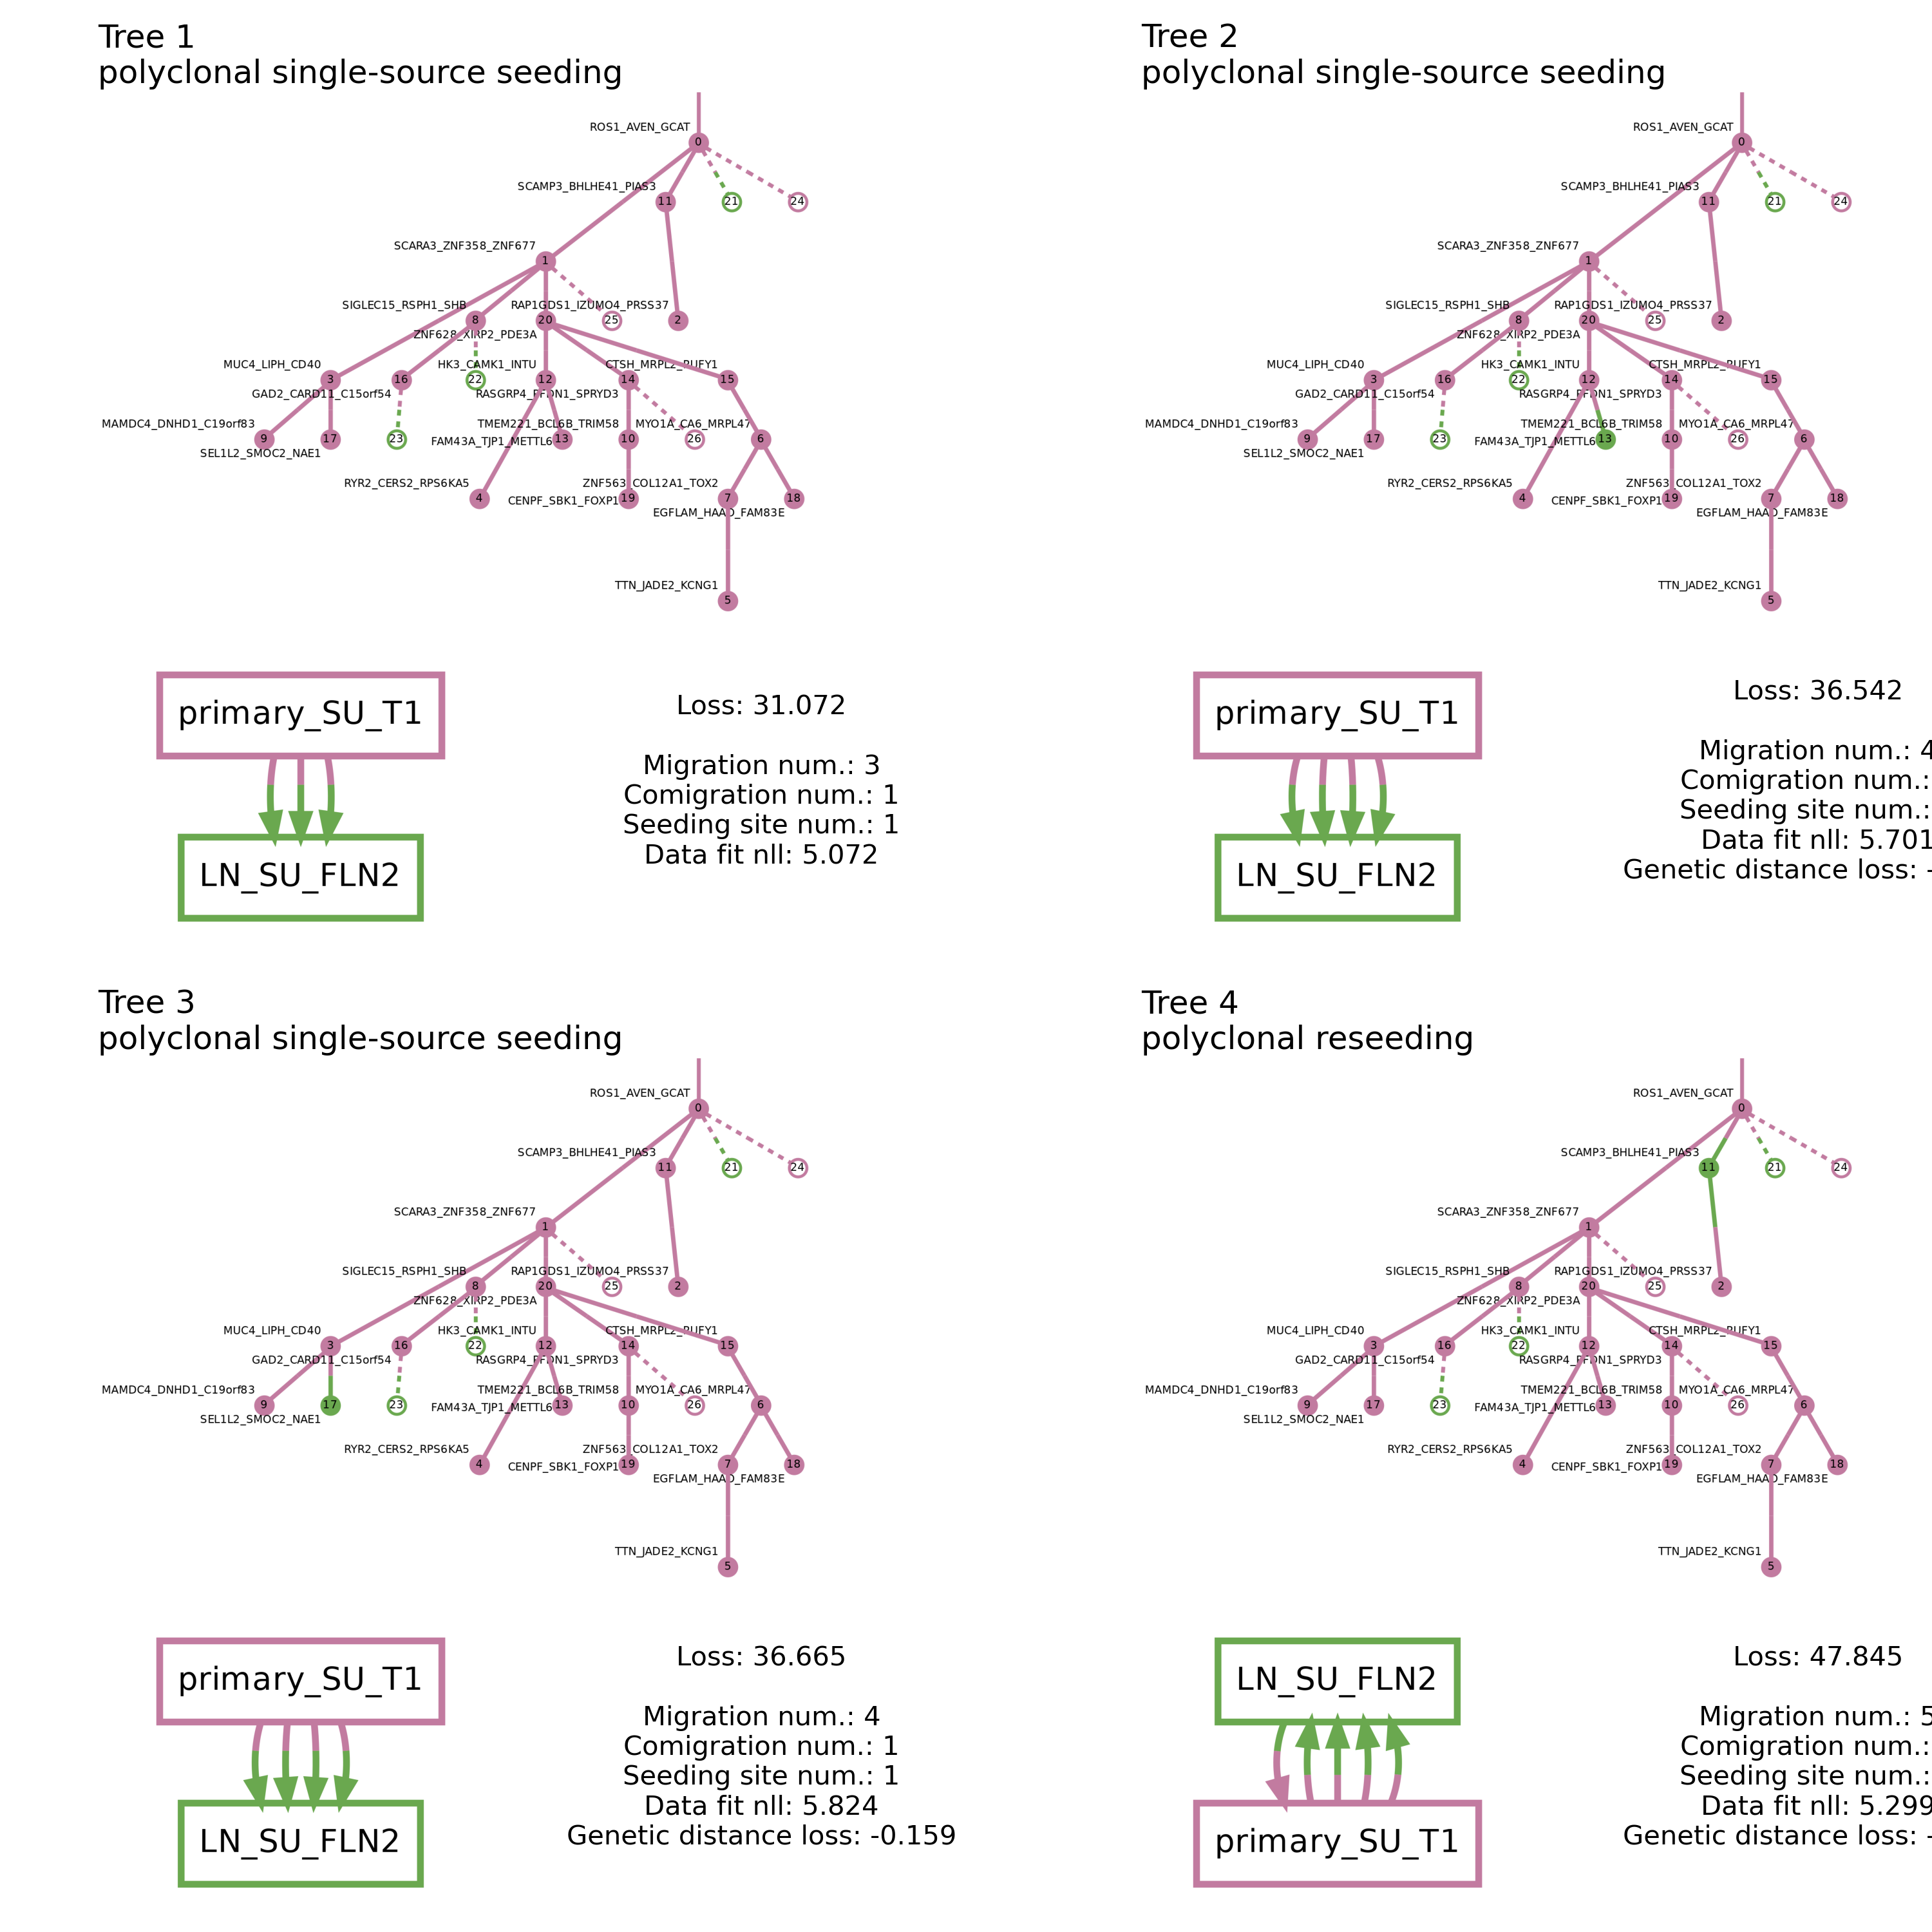 Tree 1
polyclonal single-source seeding
ROS1_AVEN_GCAT
0
SCAMP3_BHLHE41_PIAS3
11
21
24
SCARA3_ZNF358_ZNF677
1
SIGLEC15_RSPH1_SHB
8
RAP1GDS1_IZUMO4_PRSS37
20
25
2
ZNF628_XIRP2_PDE3A
MUC4_LIPH_CD40
3
16
22
HK3_CAMK1_INTU
12
14
CTSH_MRPL2_RUFY1
15
GAD2_CARD11_C15orf54
RASGRP4_PFDN1_SPRYD3
MAMDC4_DNHD1_C19orf83
9
17
23
TMEM221_BCL6B_TRIM58
13
10
MYO1A_CA6_MRPL47
26
6
FAM43A_TJP1_METTL6
SEL1L2_SMOC2_NAE1
RYR2_CERS2_RPS6KA5
4
ZNF563_COL12A1_TOX2
CENPF_SBK1_FOXP1
19
7
18
EGFLAM_HAAO_FAM83E
TTN_JADE2_KCNG1
5
primary_SU_T1
LN_SU_FLN2
Loss: 31.072
Migration num.: 3
Comigration num.: 1
Seeding site num.: 1
Data fit nll: 5.072
Tree 2
polyclonal single-source seeding
ROS1_AVEN_GCAT
0
SCAMP3_BHLHE41_PIAS3
11
21
24
SCARA3_ZNF358_ZNF677
1
SIGLEC15_RSPH1_SHB
8
RAP1GDS1_IZUMO4_PRSS37
20
25
2
ZNF628_XIRP2_PDE3A
MUC4_LIPH_CD40
3
16
22
HK3_CAMK1_INTU
12
14
CTSH_MRPL2_RUFY1
15
GAD2_CARD11_C15orf54
RASGRP4_PFDN1_SPRYD3
MAMDC4_DNHD1_C19orf83
9
17
23
TMEM221_BCL6B_TRIM58
13
10
MYO1A_CA6_MRPL47
26
6
FAM43A_TJP1_METTL6
SEL1L2_SMOC2_NAE1
RYR2_CERS2_RPS6KA5
4
ZNF563_COL12A1_TOX2
CENPF_SBK1_FOXP1
19
7
18
EGFLAM_HAAO_FAM83E
TTN_JADE2_KCNG1
5
primary_SU_T1
LN_SU_FLN2
Loss: 36.542
Migration num.: 4
Comigration num.:
Seeding site num.:
Data fit nll: 5.701
Genetic distance loss: -
Tree 3
polyclonal single-source seeding
ROS1_AVEN_GCAT
0
SCAMP3_BHLHE41_PIAS3
11
21
24
SCARA3_ZNF358_ZNF677
1
SIGLEC15_RSPH1_SHB
8
RAP1GDS1_IZUMO4_PRSS37
20
25
2
ZNF628_XIRP2_PDE3A
MUC4_LIPH_CD40
3
16
22
HK3_CAMK1_INTU
12
14
CTSH_MRPL2_RUFY1
15
GAD2_CARD11_C15orf54
RASGRP4_PFDN1_SPRYD3
MAMDC4_DNHD1_C19orf83
9
17
23
TMEM221_BCL6B_TRIM58
13
10
MYO1A_CA6_MRPL47
26
6
FAM43A_TJP1_METTL6
SEL1L2_SMOC2_NAE1
RYR2_CERS2_RPS6KA5
4
ZNF563_COL12A1_TOX2
CENPF_SBK1_FOXP1
19
7
18
EGFLAM_HAAO_FAM83E
TTN_JADE2_KCNG1
5
primary_SU_T1
LN_SU_FLN2
Loss: 36.665
Migration num.: 4
Comigration num.: 1
Seeding site num.: 1
Data fit nll: 5.824
Genetic distance loss: -0.159
Tree 4
polyclonal reseeding
ROS1_AVEN_GCAT
0
SCAMP3_BHLHE41_PIAS3
11
21
24
SCARA3_ZNF358_ZNF677
1
SIGLEC15_RSPH1_SHB
8
RAP1GDS1_IZUMO4_PRSS37
20
25
2
ZNF628_XIRP2_PDE3A
MUC4_LIPH_CD40
3
16
22
HK3_CAMK1_INTU
12
14
CTSH_MRPL2_RUFY1
15
GAD2_CARD11_C15orf54
RASGRP4_PFDN1_SPRYD3
MAMDC4_DNHD1_C19orf83
9
17
23
TMEM221_BCL6B_TRIM58
13
10
MYO1A_CA6_MRPL47
26
6
FAM43A_TJP1_METTL6
SEL1L2_SMOC2_NAE1
RYR2_CERS2_RPS6KA5
4
ZNF563_COL12A1_TOX2
CENPF_SBK1_FOXP1
19
7
18
EGFLAM_HAAO_FAM83E
TTN_JADE2_KCNG1
5
LN_SU_FLN2
primary_SU_T1
Loss: 47.845
Migration num.: 5
Comigration num.:
Seeding site num.:
Data fit nll: 5.299
Genetic distance loss: -